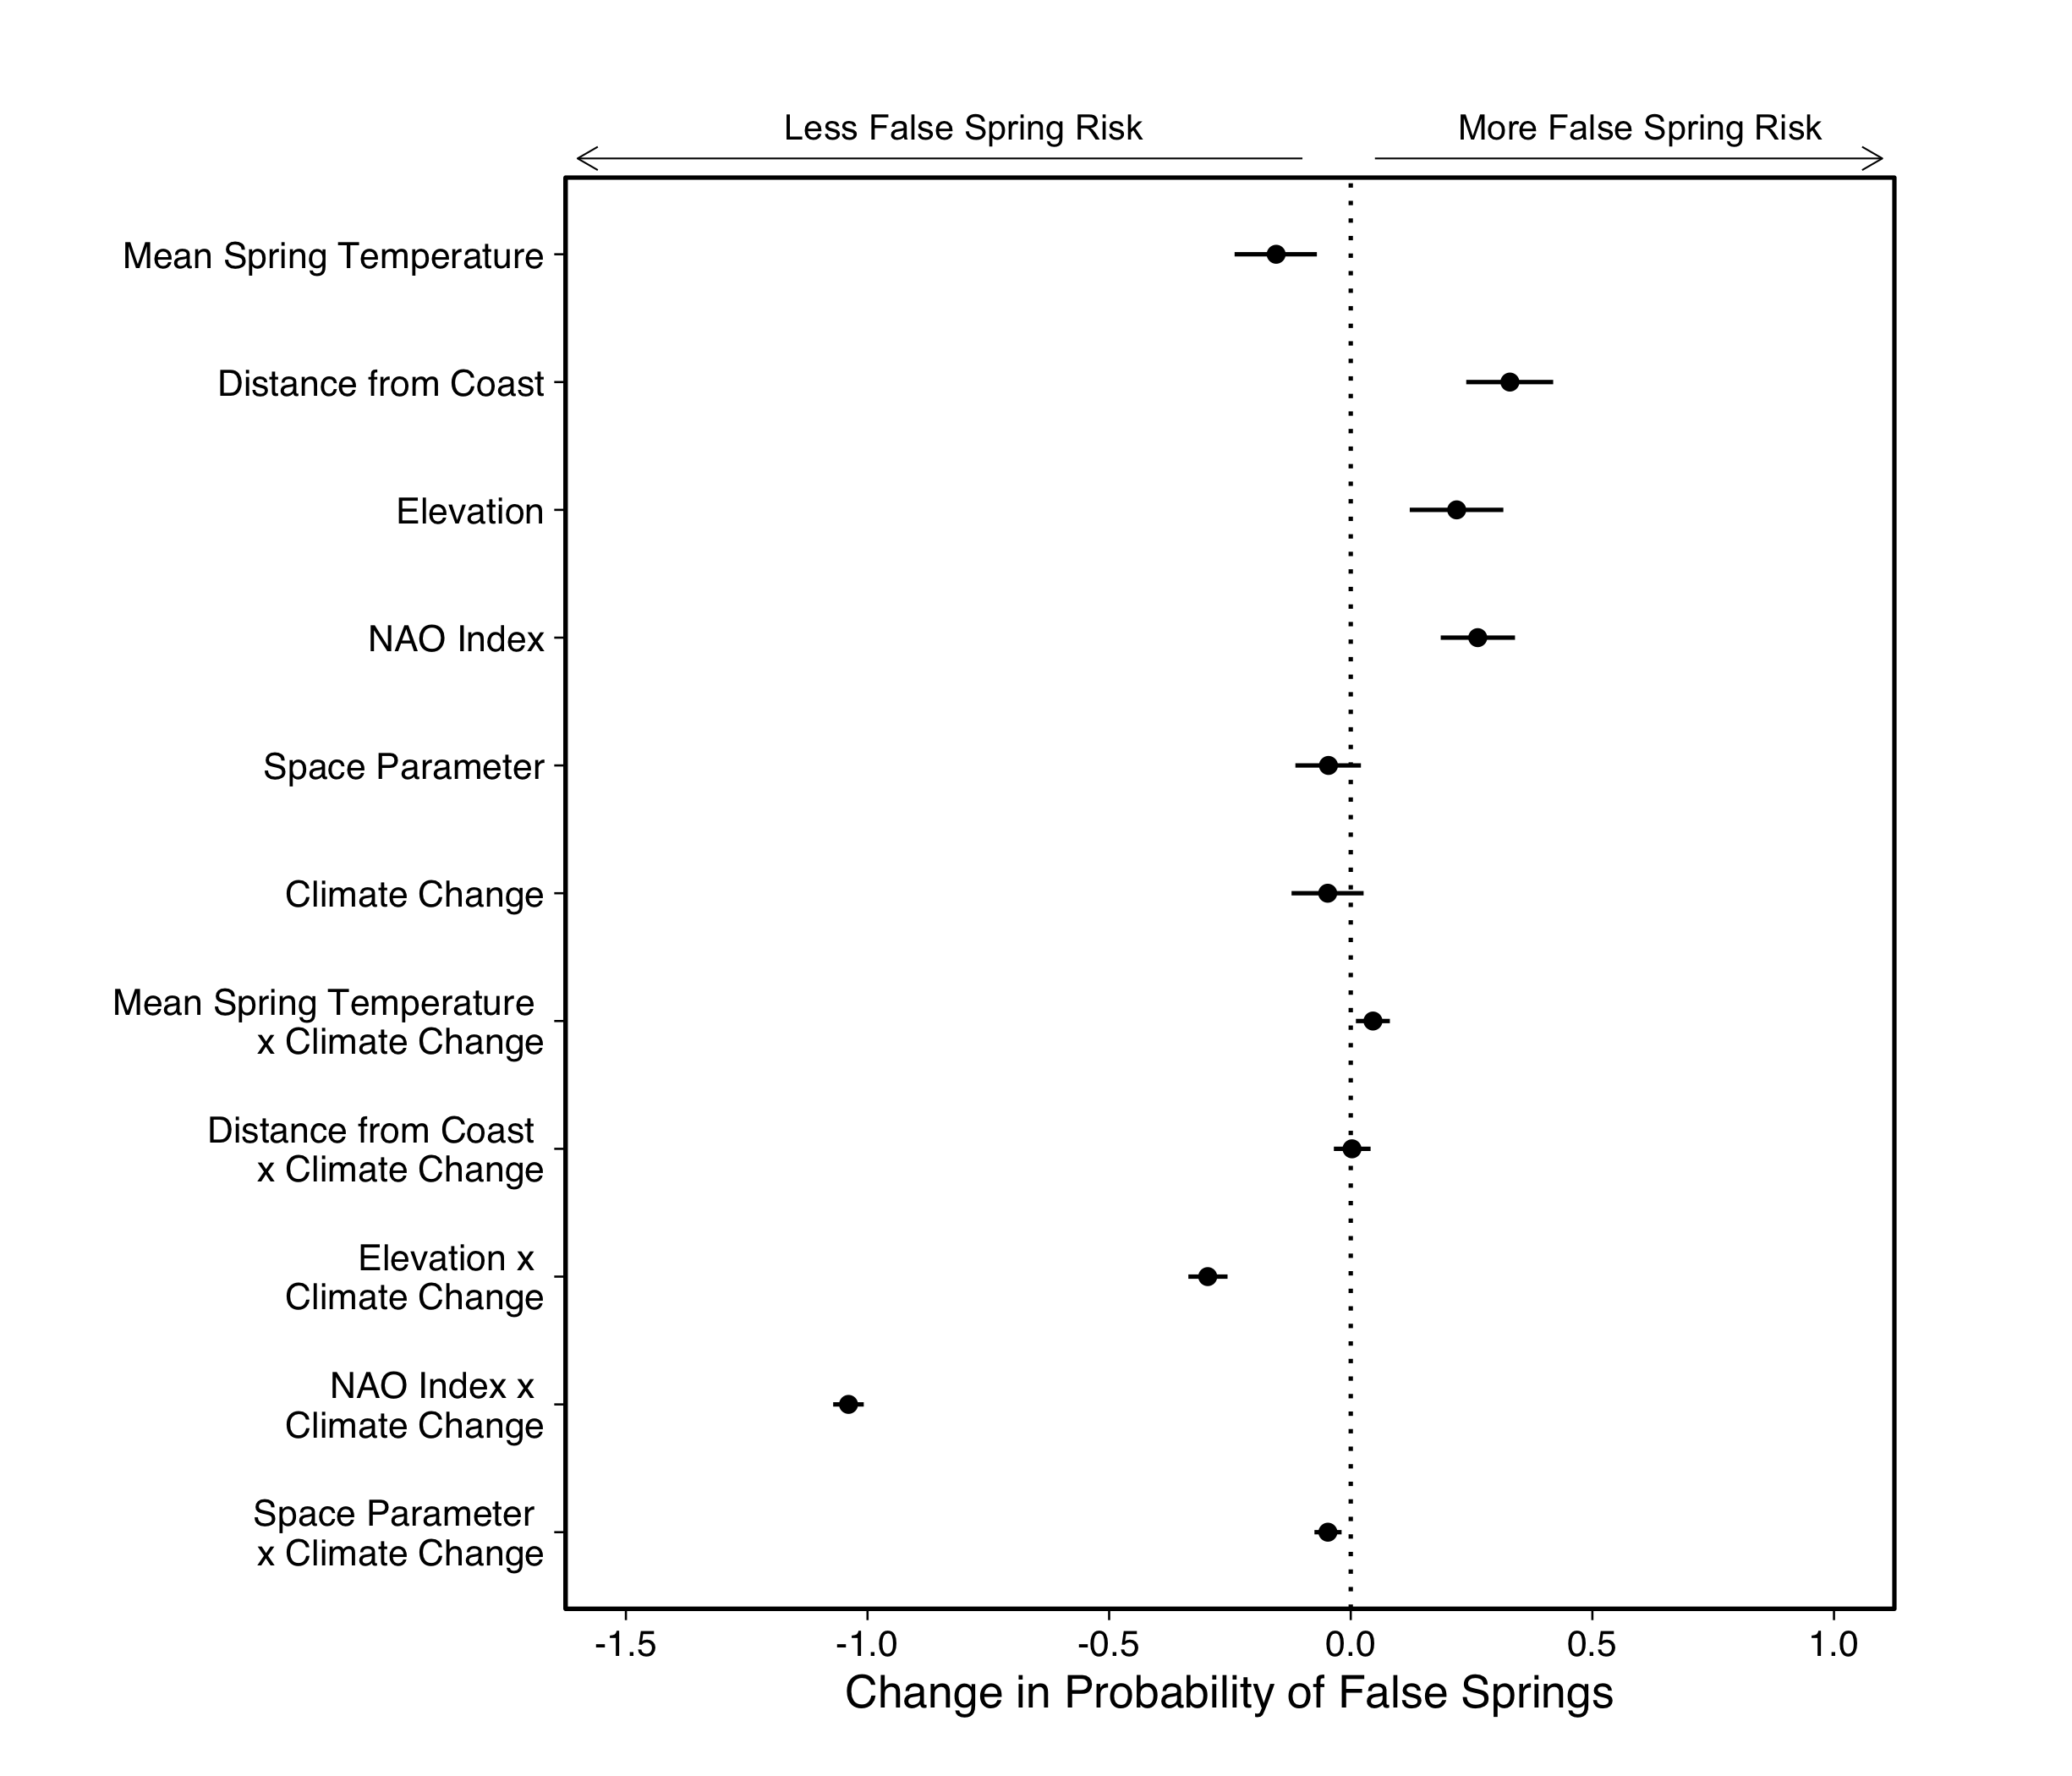 Less False Spring Risk
More False Spring Risk
Mean Spring Temperature
Distance from Coast
Elevation
NAO Index
Space Parameter
Climate Change
Mean Spring Temperature
x Climate Change
Distance from Coast
x Climate Change
Elevation x
Climate Change
NAO Index x
Climate Change
Space Parameter
x Climate Change
-1.5
-1.0
-0.5
0.0
0.5
1.0
Change in Probability of False Springs